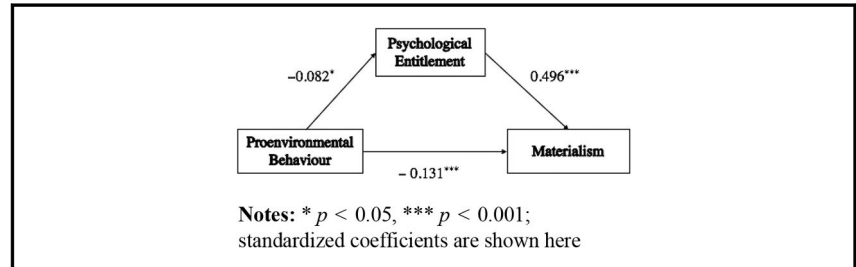 Psychological
Entitlement
−0.082*
0.496***
Proenvironmental
Behaviour
Materialism
− 0.131***
Notes: * p < 0.05, *** p < 0.001;
standardized coefficients are shown here